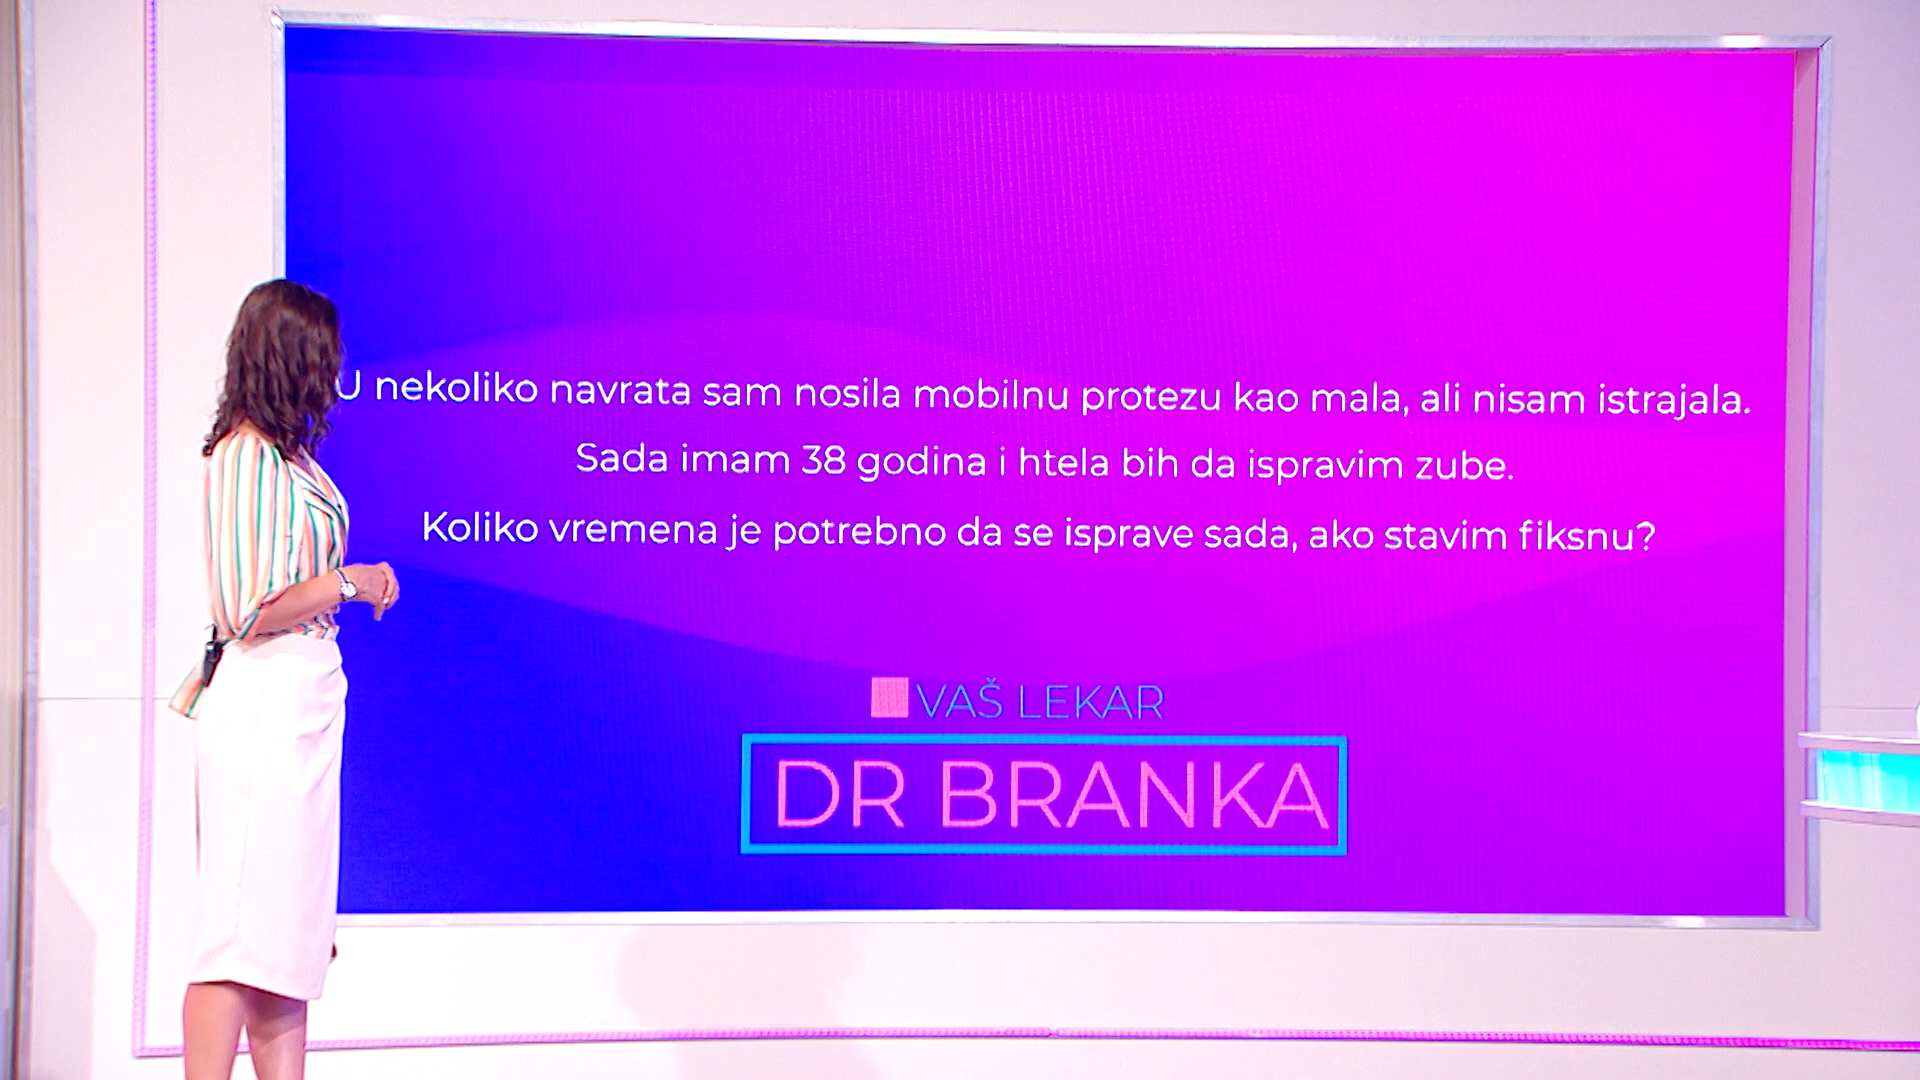 U nekoliko navrata sam nosila mobilnu protezu kao mala, ali nisam istrajala.
Sada imam 38 godina i htela bih da ispravim zube.
Koliko vremena je potrebno da se isprave sada, ako stavim fiksnu?
VAŠ LEKAR
DR BRANKA